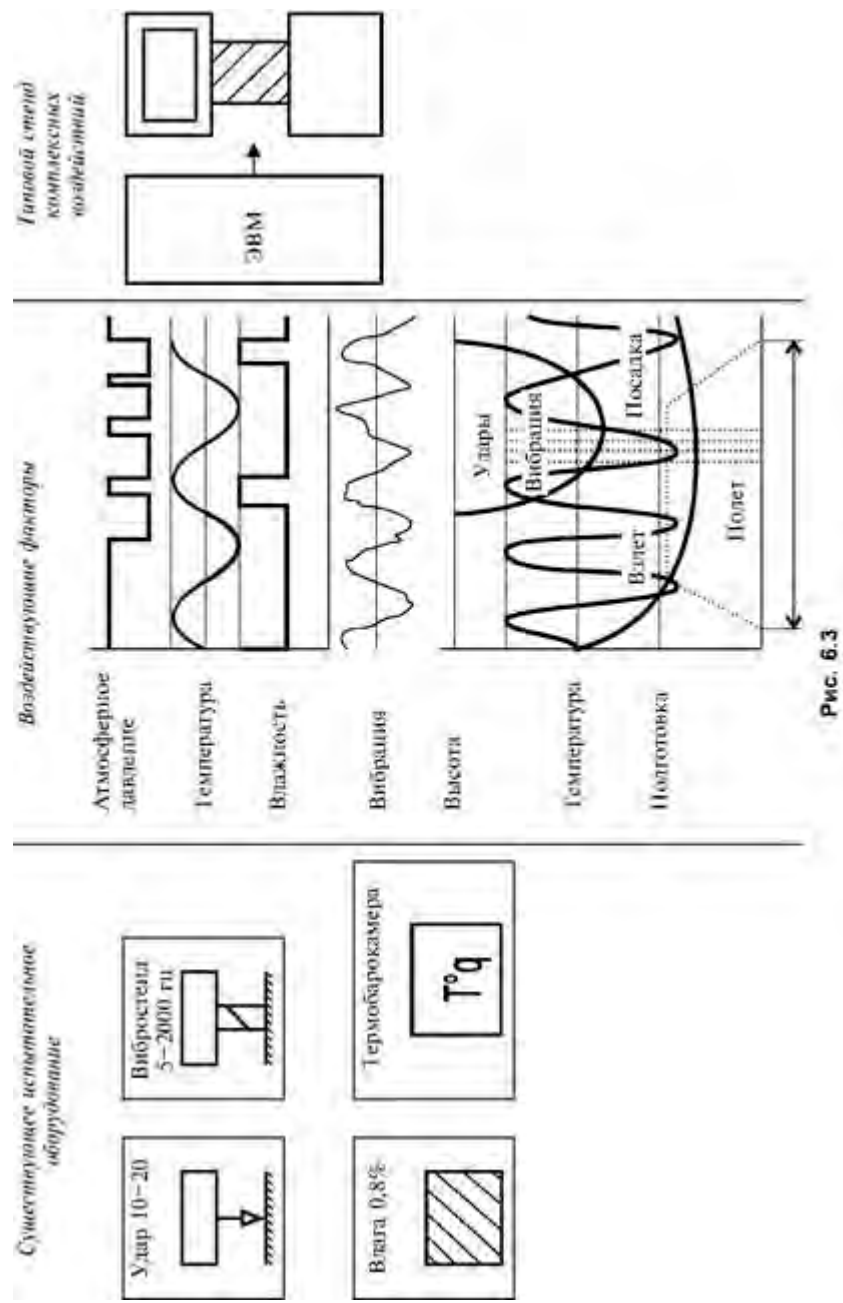 Существующее испытательное
оборудование
Удар 10−20
Вибростенд
5−2000 гц
Влага 0,8%
Термобарокамера
T°q
Воздействующие факторы
Атмосферное
давление
Температура
Влажность
Вибрация
Высота
Температура
Подготовка
Удары
Вибрация
Взлет
Посадка
Полет
Типовой стенд
комплексных
воздействий
ЭВМ
Рис. 6.3